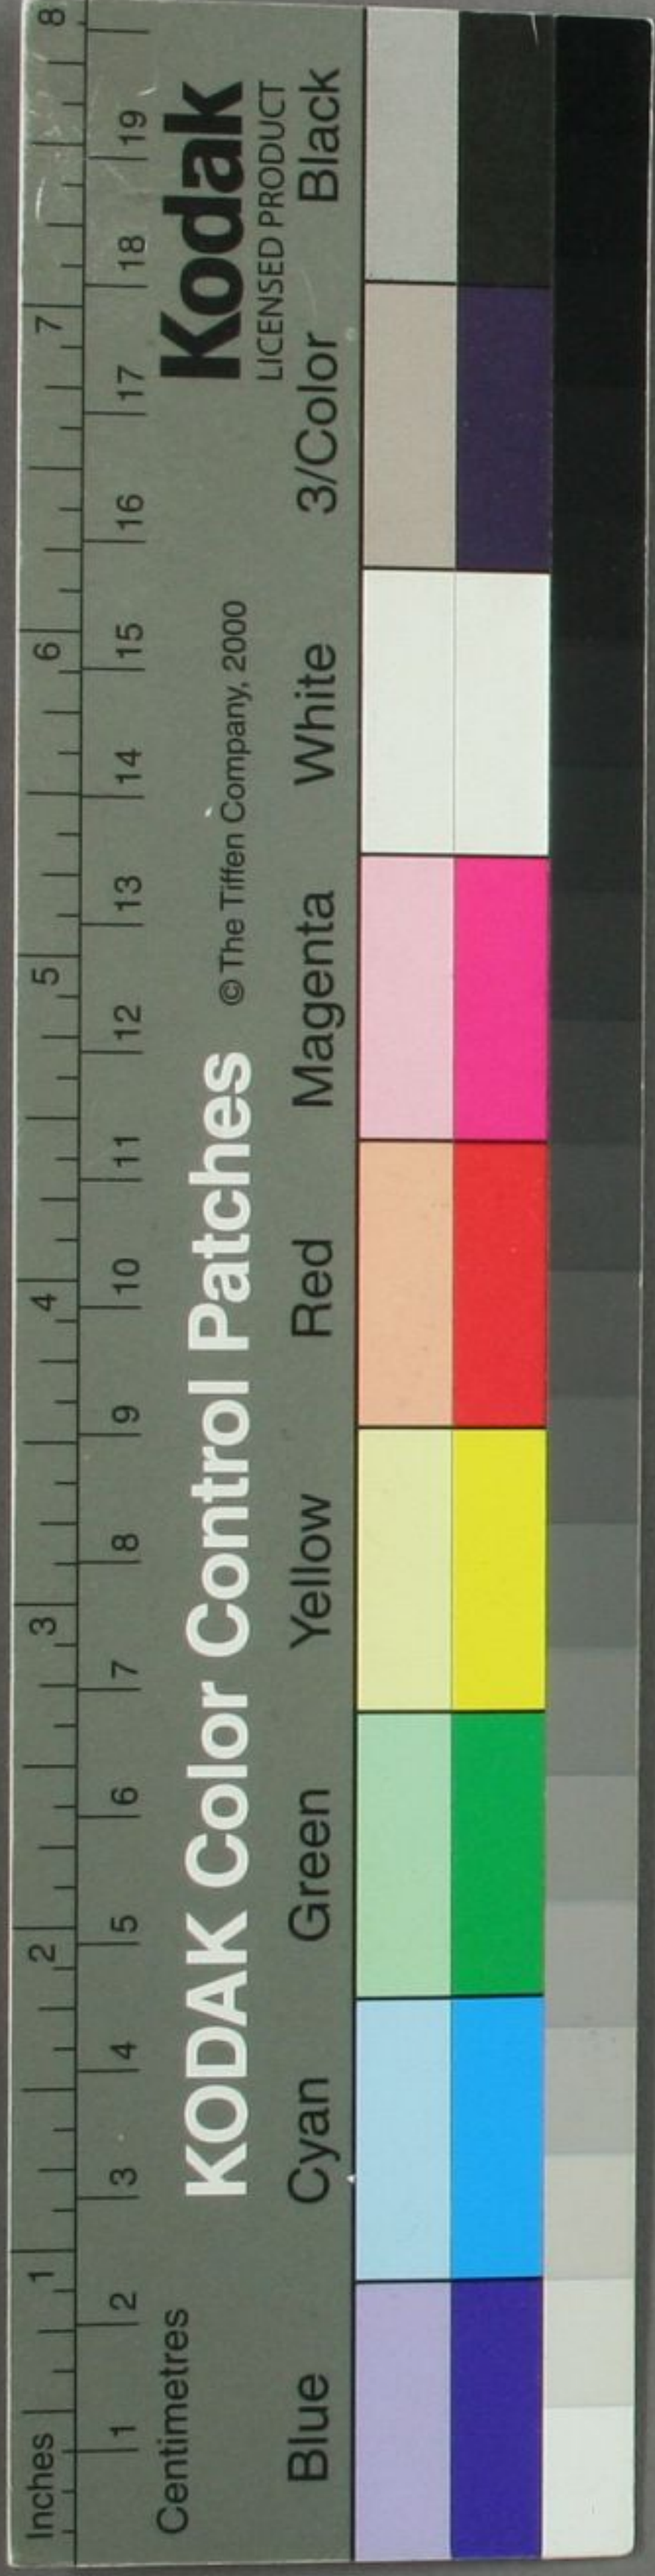 Inches 1 2 3 4 5 6 7 8
1 2 3 4 5 6 7 8 9 10 11 12 13 14 15 16 17 18 19
Centimetres
KODAK Color Control Patches
© The Tiffen Company, 2000
Kodak
LICENSED PRODUCT
Blue Cyan Green Yellow Red Magenta White 3/Color Black